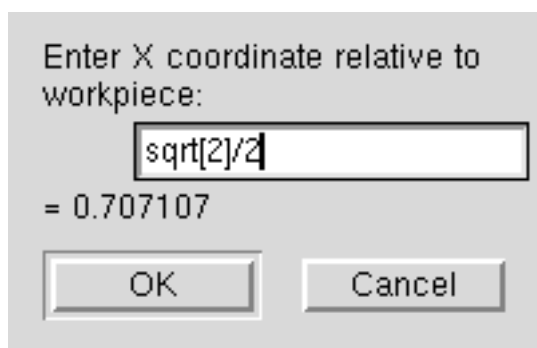 Enter X coordinate relative to
workpiece:
sqrt[2]/2
= 0.707107
OK Cancel